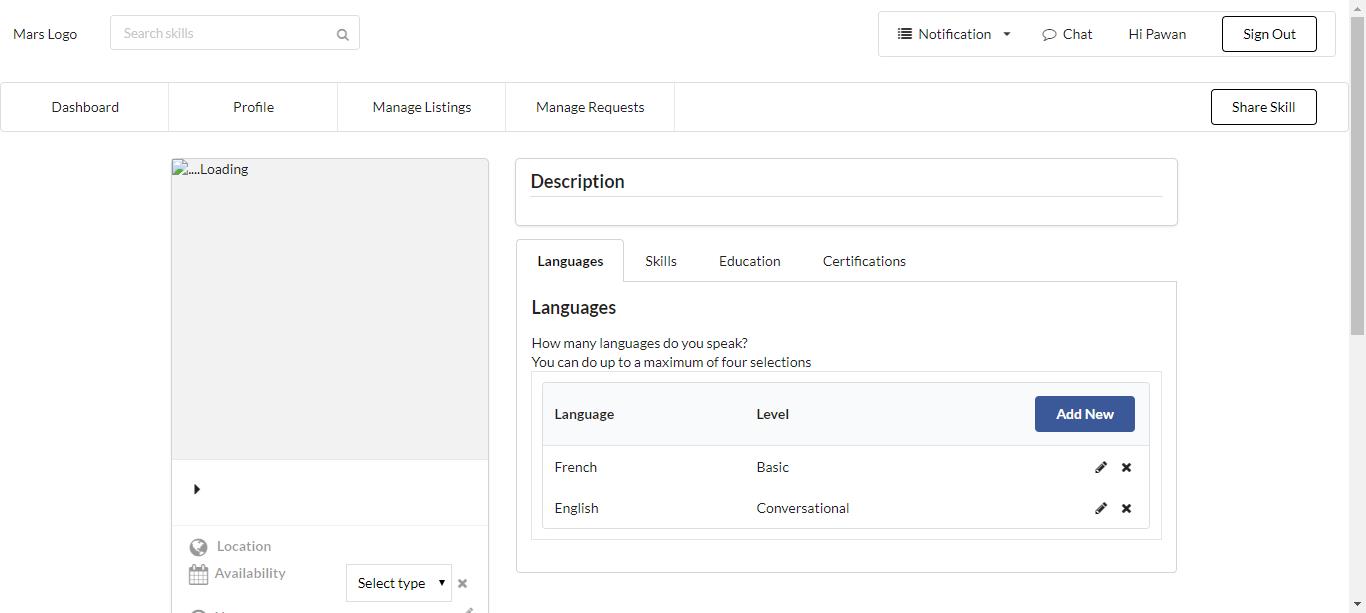 Mars Logo
Search skills
Notification
Chat
Hi Pawan
Sign Out
Dashboard
Profile
Manage Listings
Manage Requests
Share Skill
....Loading
Location
Availability
Select type
Description
Languages
Skills
Education
Certifications
Languages
How many languages do you speak?
You can do up to a maximum of four selections
Language Level Add New
French Basic
English Conversational